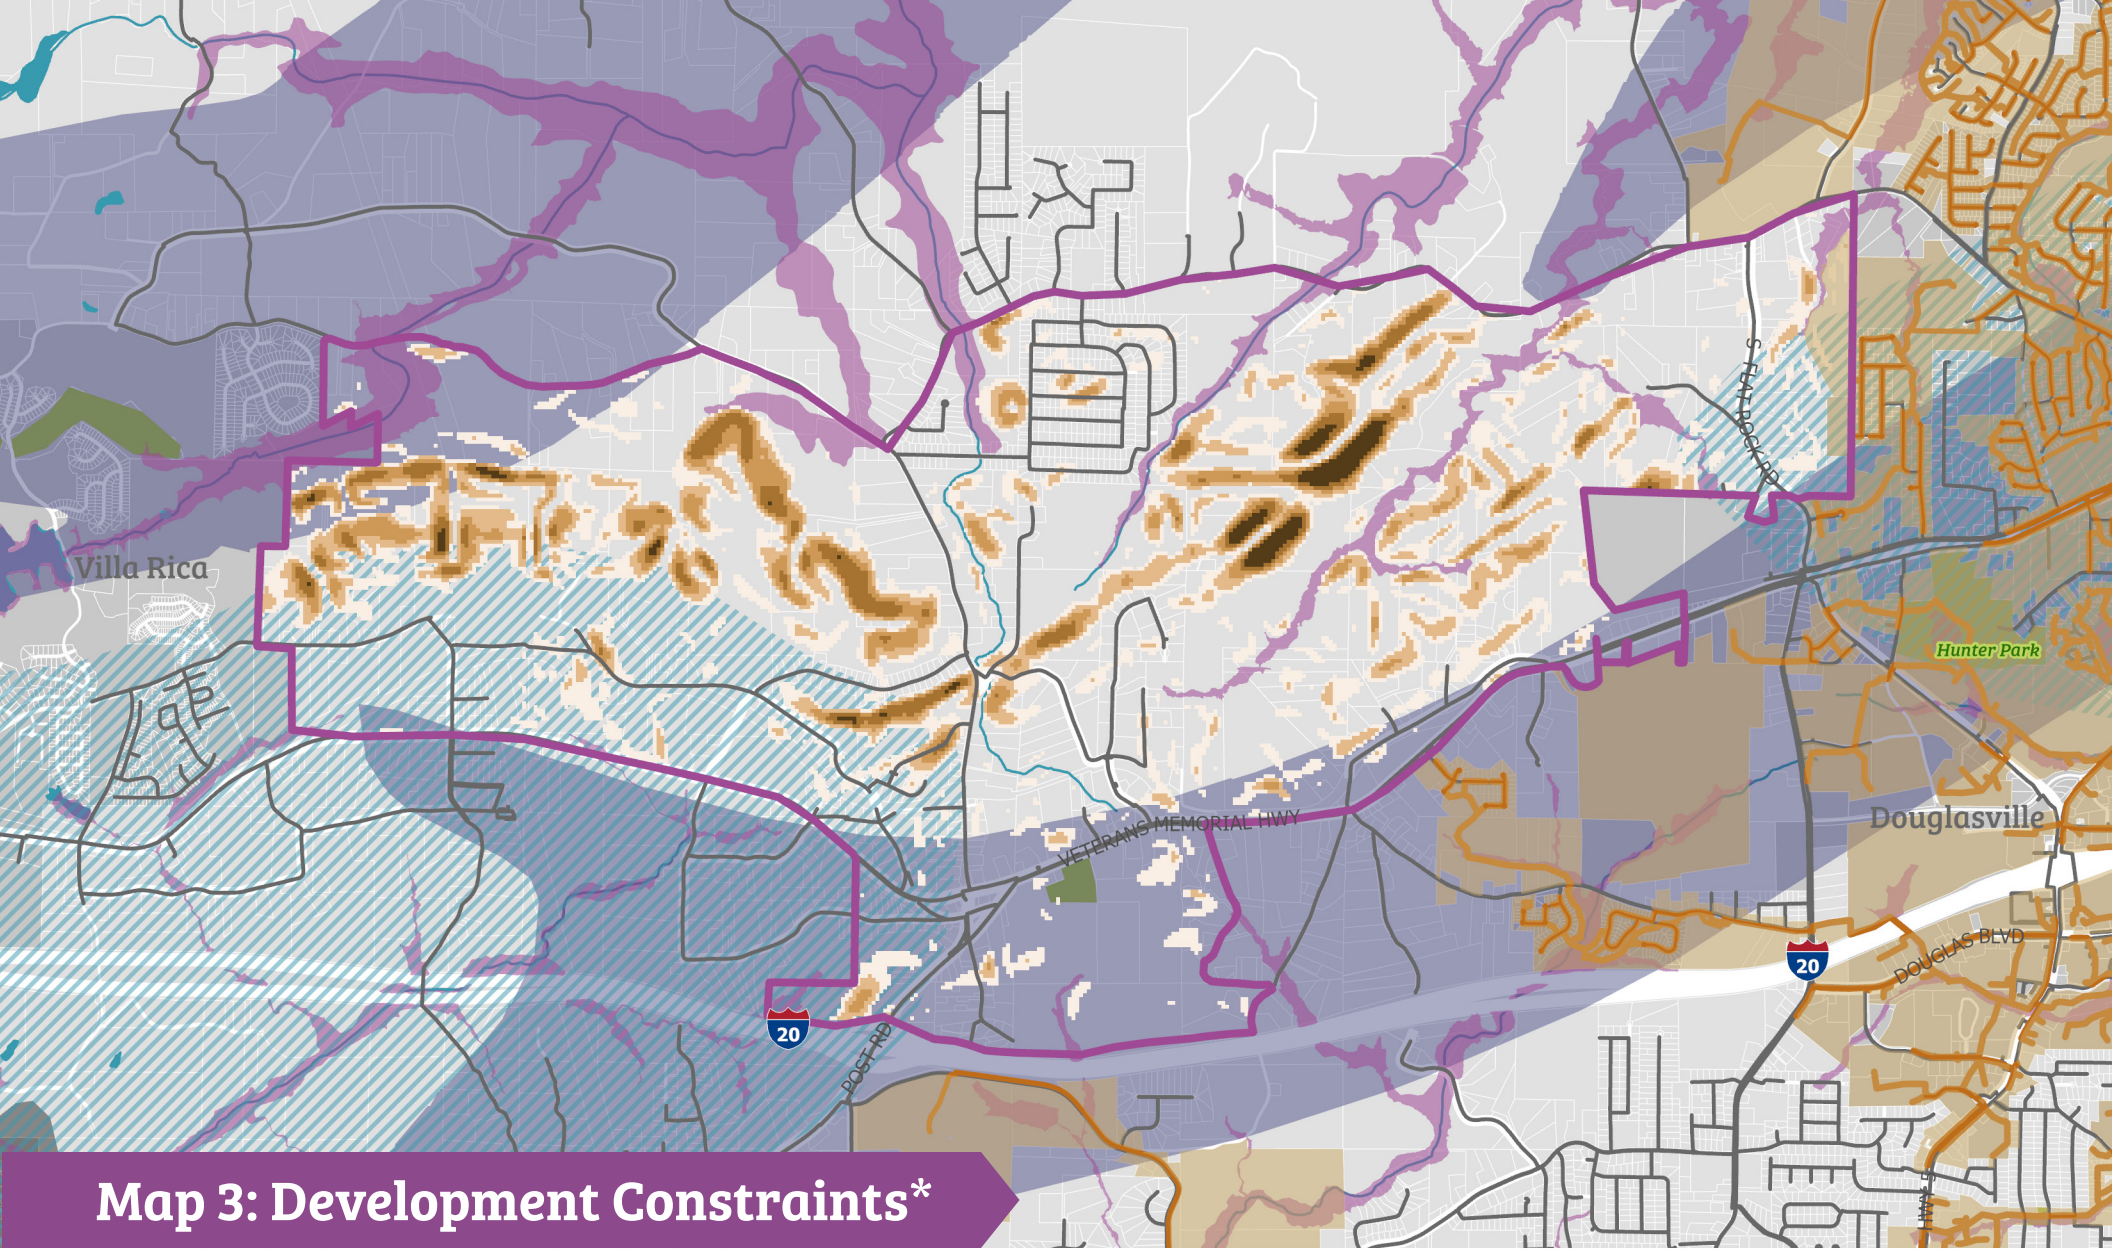 S FLAT ROCK RD
Villa Rica
Hunter Park
Douglasville
VETERANS MEMORIAL HWY
20
DOUGLAS BLVD
20
POST RD
Map 3: Development Constraints*